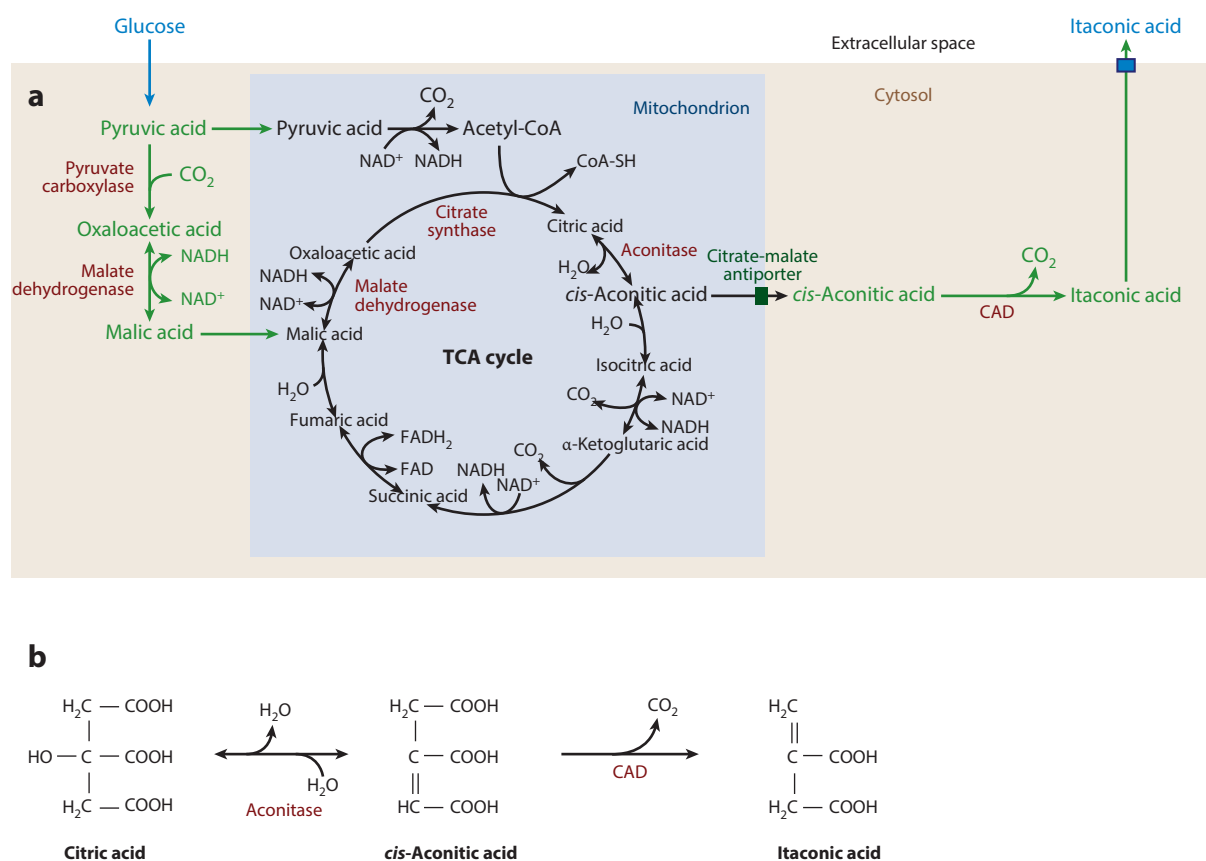 Glucose
Extracellular space
Itaconic acid
a
Mitochondrion
Cytosol
Pyruvic acid
Pyruvic acid
CO₂
Acetyl-CoA
NAD⁺
NADH
CoA-SH
Pyruvate
carboxylase
CO₂
Oxaloacetic acid
NADH
Malate
dehydrogenase
NAD⁺
Malic acid
Citrate
synthase
Citric acid
Oxaloacetic acid
NADH
NAD⁺
Malate
dehydrogenase
Malic acid
H₂O
Aconitase
Citrate-malate
antiporter
cis-Aconitic acid
cis-Aconitic acid
CO₂
CAD
Itaconic acid
H₂O
TCA cycle
Isocitric acid
H₂O
CO₂
NAD⁺
NADH
Fumaric acid
α-Ketoglutaric acid
FADH₂
FAD
CO₂
NADH
NAD⁺
Succinic acid
b
H₂C — COOH
HO — C — COOH
H₂C — COOH
Citric acid
H₂O
H₂O
Aconitase
H₂C — COOH
C — COOH
HC — COOH
cis-Aconitic acid
CO₂
CAD
H₂C
C — COOH
H₂C — COOH
Itaconic acid